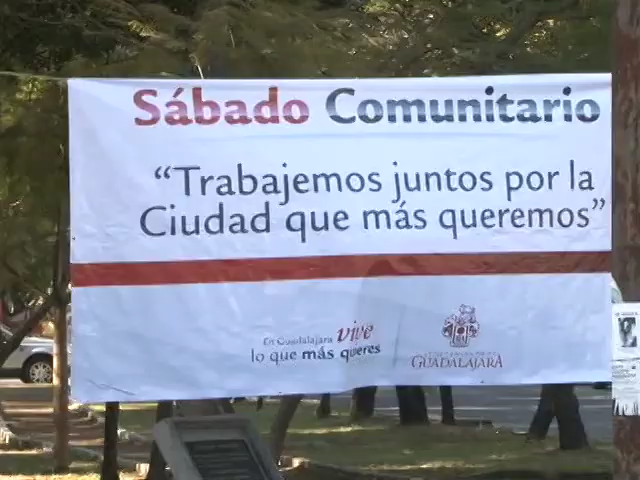 Sábado Comunitario
“Trabajemos juntos por la
Ciudad que más queremos”
En Guadalajara vive
lo que más quieres
GUADALAJARA